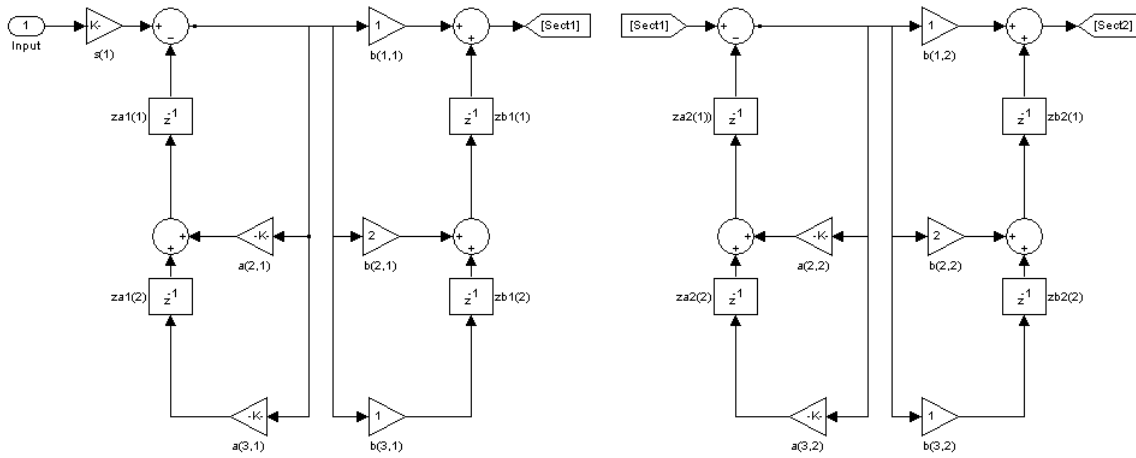 1
Input
K-
s(1)
+
−
1
b(1,1)
+
+
[Sect1]
za1(1)
z-1
z-1
zb1(1)
+
+
-K-
a(2,1)
2
b(2,1)
+
+
za1(2)
z-1
z-1
zb1(2)
-K-
a(3,1)
1
b(3,1)
[Sect1]
+
−
1
b(1,2)
+
+
[Sect2]
za2(1))
z-1
z-1
zb2(1)
+
+
-K-
a(2,2)
2
b(2,2)
+
+
za2(2)
z-1
z-1
zb2(2)
-K-
a(3,2)
1
b(3,2)